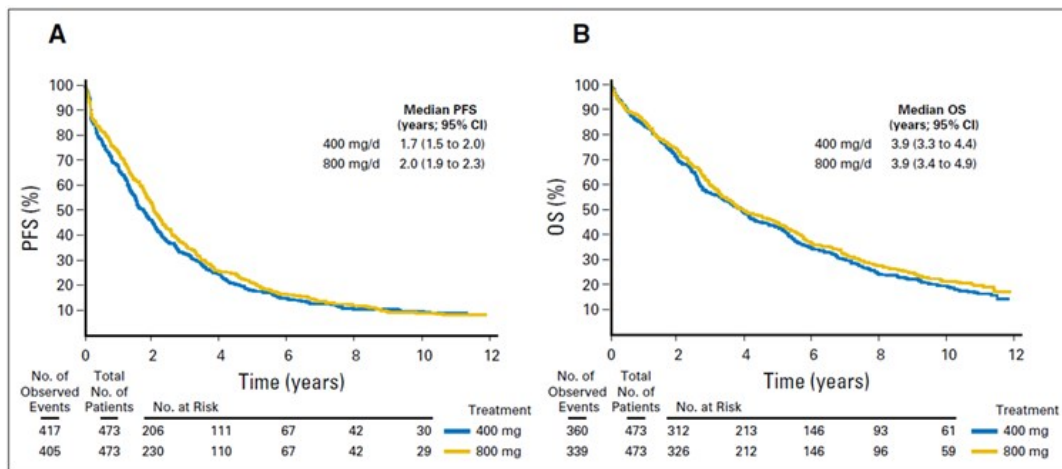 A
100
90
80
70
60
50
40
30
20
10
PFS (%)
Median PFS
(years; 95% CI)
400 mg/d 1.7 (1.5 to 2.0)
800 mg/d 2.0 (1.9 to 2.3)
0 2 4 6 8 10 12
Time (years)
No. of Observed Events Total No. of Patients No. at Risk Treatment
417 473 206 111 67 42 30 400 mg
405 473 230 110 67 42 29 800 mg
B
100
90
80
70
60
50
40
30
20
10
OS (%)
Median OS
(years; 95% CI)
400 mg/d 3.9 (3.3 to 4.4)
800 mg/d 3.9 (3.4 to 4.9)
0 2 4 6 8 10 12
Time (years)
No. of Observed Events Total No. of Patients No. at Risk Treatment
360 473 312 213 146 93 61 400 mg
339 473 326 212 146 96 59 800 mg